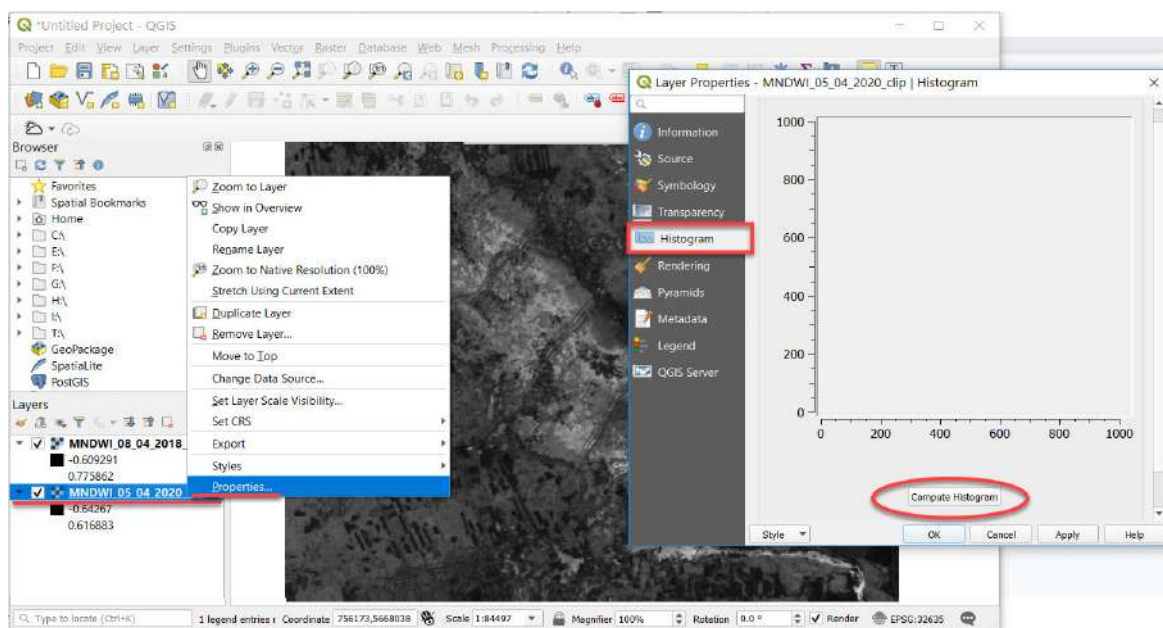 *Untitled Project - QGIS
Project Edit View Layer Settings Plugins Vector Raster Database Web Mesh Processing Help
Browser
Favorites
Spatial Bookmarks
Home
C:\
E:\
F:\
G:\
H:\
I:\
T:\
GeoPackage
SpatiaLite
PostGIS
Layers
MNDWI_08_04_2018_
-0.609291
0.775862
MNDWI_05_04_2020
-0.64267
0.616883
Zoom to Layer
Show in Overview
Copy Layer
Rename Layer
Zoom to Native Resolution (100%)
Stretch Using Current Extent
Duplicate Layer
Remove Layer...
Move to Top
Change Data Source...
Set Layer Scale Visibility...
Set CRS
Export
Styles
Properties...
Layer Properties - MNDWI_05_04_2020_clip | Histogram
Information
Source
Symbology
Transparency
Histogram
Rendering
Pyramids
Metadata
Legend
QGIS Server
1000
800
600
400
200
0
0 200 400 600 800 1000
Compute Histogram
Style OK Cancel Apply Help
Type to locate (Ctrl+K) 1 legend entries r Coordinate 756173,5668038 Scale 1:84497 Magnifier 100% Rotation 0.0 ° Render EPSG:32635